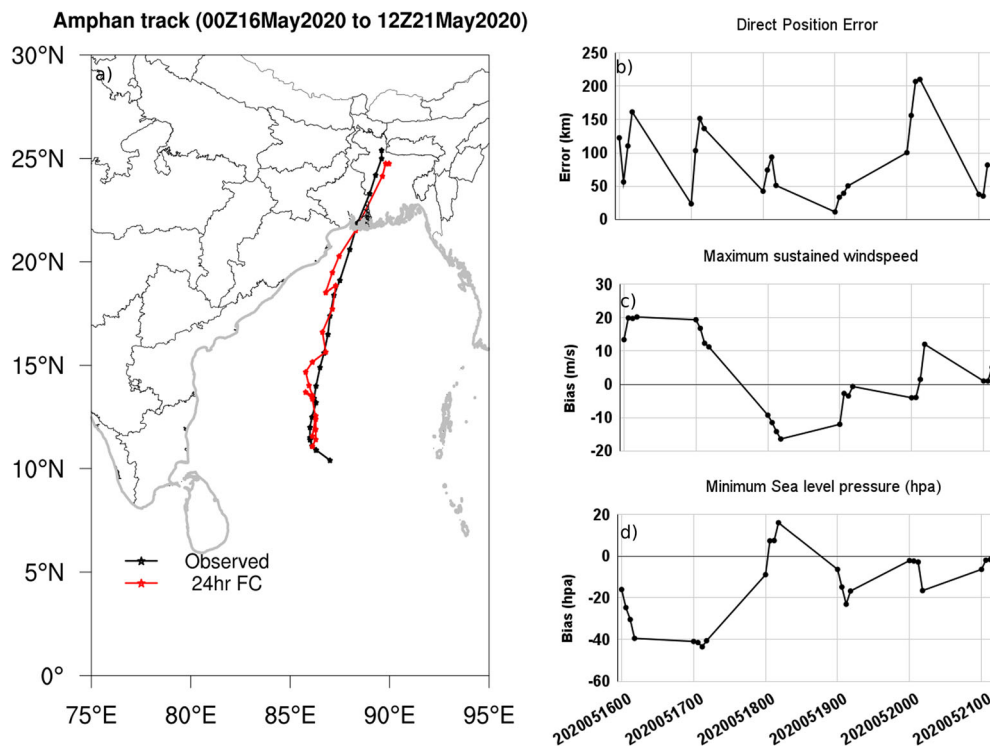 Amphan track (00Z16May2020 to 12Z21May2020)
a)
30°N
25°N
20°N
15°N
10°N
5°N
0°
75°E
80°E
85°E
90°E
95°E
Observed
24hr FC
Direct Position Error
b)
Error (km)
250
200
150
100
50
0
Maximum sustained windspeed
c)
Bias (m/s)
30
20
10
0
-10
-20
Minimum Sea level pressure (hpa)
d)
Bias (hpa)
20
0
-20
-40
-60
2020051600
2020051700
2020051800
2020051900
2020052000
2020052100